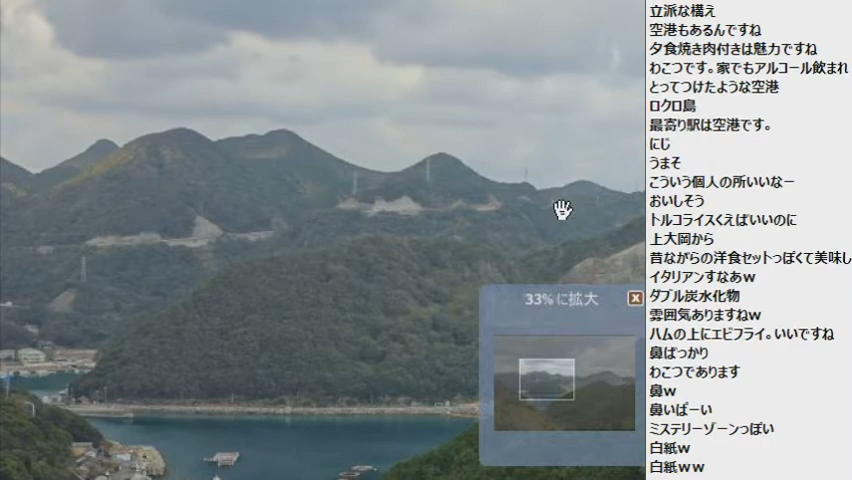 33% に拡大
立派な構え
空港もあるんですね
夕食焼き肉付きは魅力ですね
わこつです。家でもアルコール飲まれ
とってつけたような空港
ロクロ島
最寄り駅は空港です。
にじ
うまそ
こういう個人の所いいなー
おいしそう
トルコライスくえばいいのに
上大岡から
昔ながらの洋食セットっぽくて美味し
イタリアンすなあw
ダブル炭水化物
雰囲気ありますねw
ハムの上にエビフライ。いいですね
鼻ばっかり
わこつであります
鼻w
鼻いぱーい
ミステリーゾーンっぽい
白紙w
白紙ww